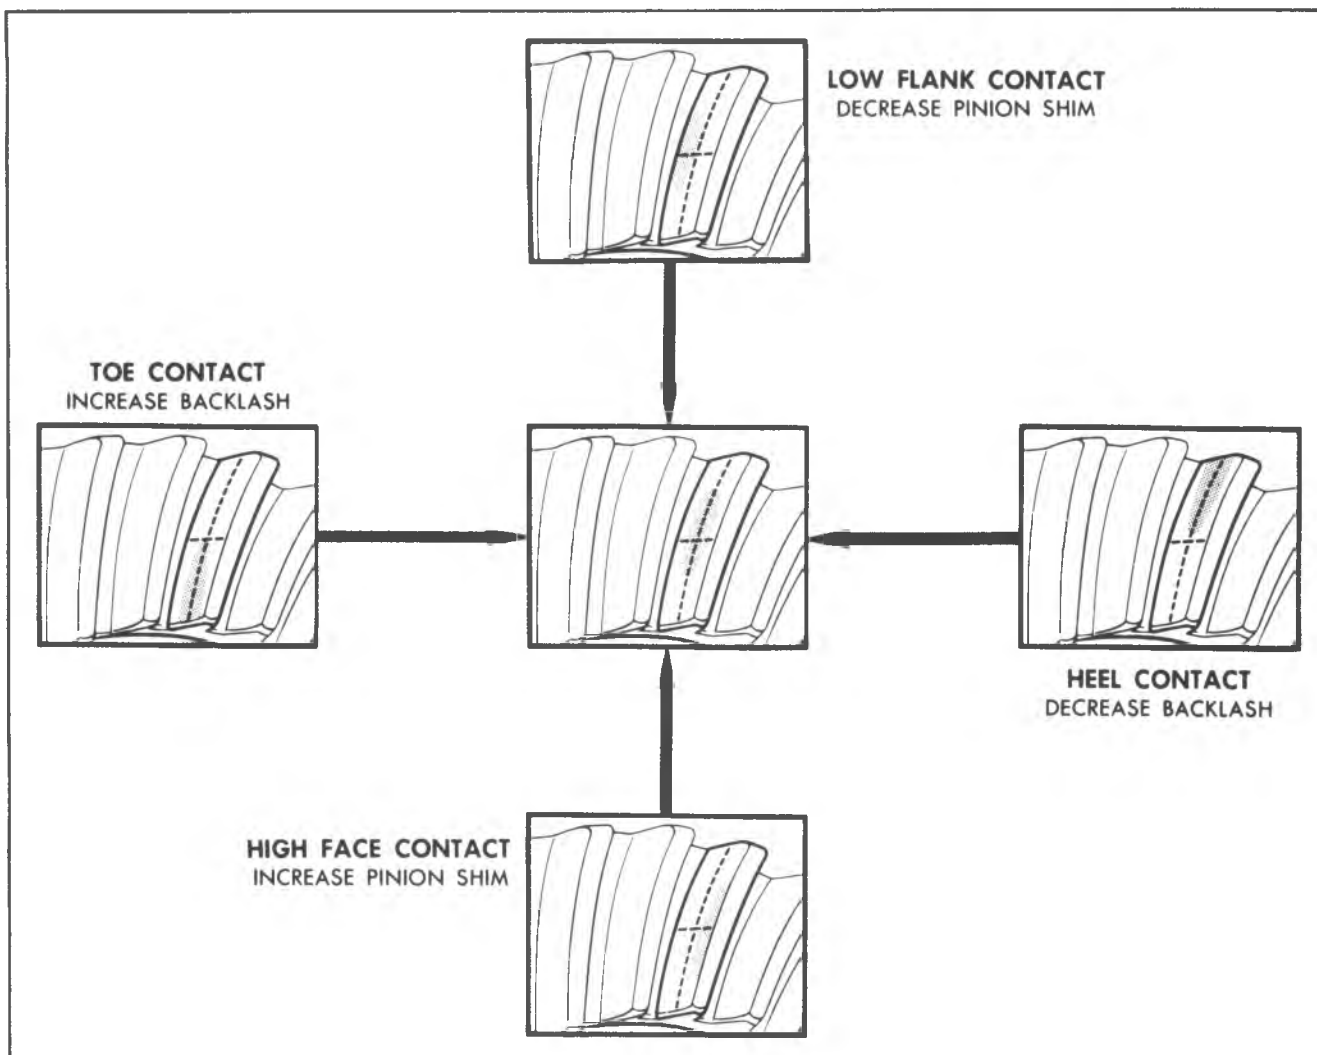 LOW FLANK CONTACT
DECREASE PINION SHIM
TOE CONTACT
INCREASE BACKLASH
HEEL CONTACT
DECREASE BACKLASH
HIGH FACE CONTACT
INCREASE PINION SHIM